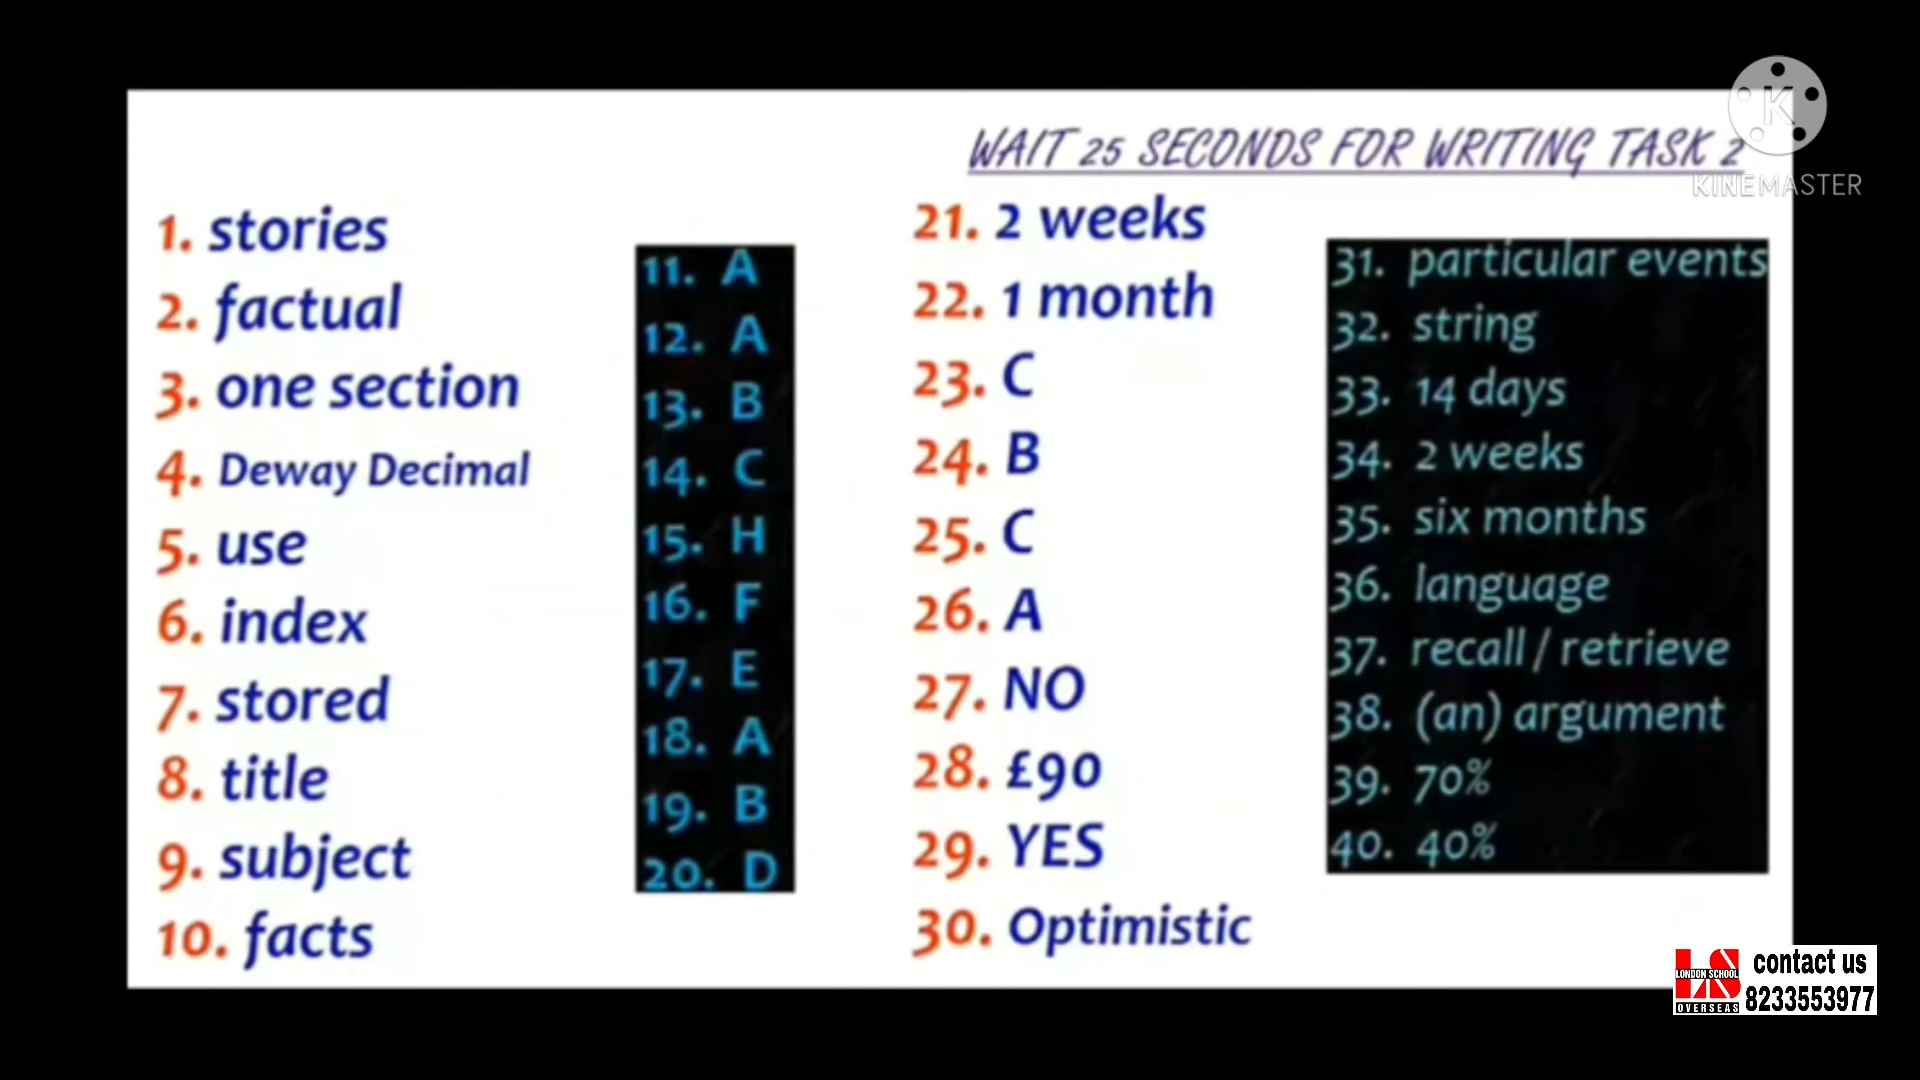 WAIT 25 SECONDS FOR WRITING TASK 2
K
KINEMASTER
1. stories
2. factual
3. one section
4. Deway Decimal
5. use
6. index
7. stored
8. title
9. subject
10. facts
11. A
12. A
13. B
14. C
15. H
16. F
17. E
18. A
19. B
20. D
21. 2 weeks
22. 1 month
23. C
24. B
25. C
26. A
27. NO
28. £90
29. YES
30. Optimistic
31. particular events
32. string
33. 14 days
34. 2 weeks
35. six months
36. language
37. recall / retrieve
38. (an) argument
39. 70%
40. 40%
LS
LONDON SCHOOL
OVERSEAS
contact us
8233553977